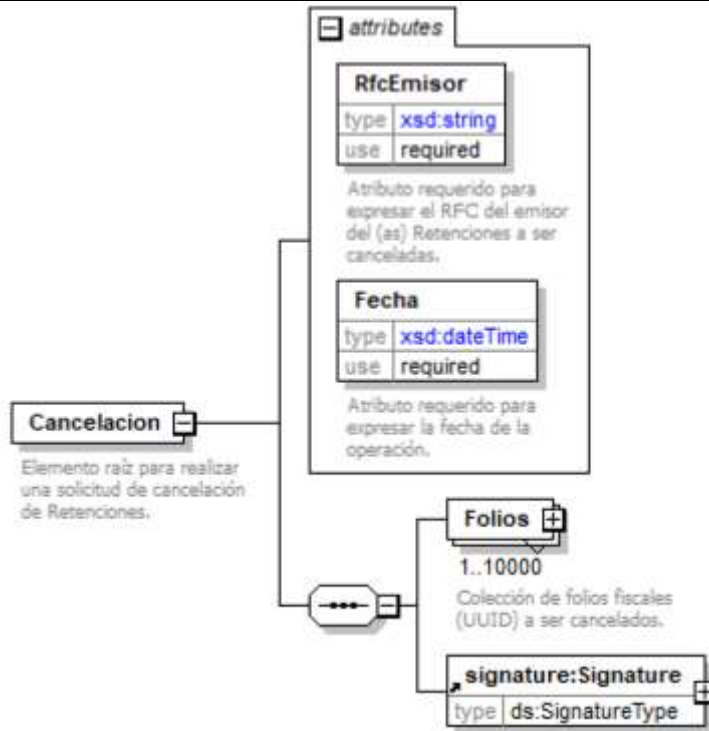 attributes
RfcEmisor
type xsd:string
use required
Atributo requerido para
expresar el RFC del emisor
del (as) Retenciones a ser
canceladas.
Fecha
type xsd:dateTime
use required
Atributo requerido para
expresar la fecha de la
operación.
Cancelacion
Elemento raíz para realizar
una solicitud de cancelación
de Retenciones.
Folios
1..10000
Colección de folios fiscales
(UUID) a ser cancelados.
signature:Signature
type ds:SignatureType